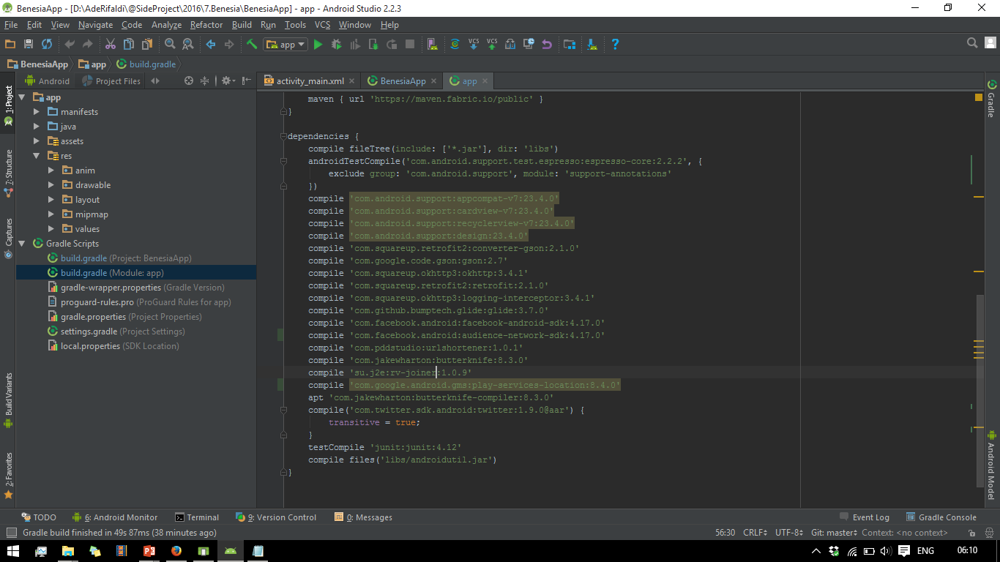 BenesiaApp - [D:\AdeRifaldi\@SideProject\2016\7.Benesia\BenesiaApp] - app - Android Studio 2.2.3
File Edit View Navigate Code Analyze Refactor Build Run Tools VCS Window Help
app
VCS VCS
BenesiaApp app build.gradle
Android Project Files
activity_main.xml BenesiaApp app
1: Project
7: Structure
Captures
Build Variants
2: Favorites
app
manifests
java
assets
res
anim
drawable
layout
mipmap
values
Gradle Scripts
build.gradle (Project: BenesiaApp)
build.gradle (Module: app)
gradle-wrapper.properties (Gradle Version)
proguard-rules.pro (ProGuard Rules for app)
gradle.properties (Project Properties)
settings.gradle (Project Settings)
local.properties (SDK Location)
maven { url 'https://maven.fabric.io/public' }
}
dependencies {
compile fileTree(include: ['*.jar'], dir: 'libs')
androidTestCompile('com.android.support.test.espresso:espresso-core:2.2.2', {
exclude group: 'com.android.support', module: 'support-annotations'
})
compile 'com.android.support:appcompat-v7:23.4.0'
compile 'com.android.support:cardview-v7:23.4.0'
compile 'com.android.support:recyclerview-v7:23.4.0'
compile 'com.android.support:design:23.4.0'
compile 'com.squareup.retrofit2:converter-gson:2.1.0'
compile 'com.google.code.gson:gson:2.7'
compile 'com.squareup.okhttp3:okhttp:3.4.1'
compile 'com.squareup.retrofit2:retrofit:2.1.0'
compile 'com.squareup.okhttp3:logging-interceptor:3.4.1'
compile 'com.github.bumptech.glide:glide:3.7.0'
compile 'com.facebook.android:facebook-android-sdk:4.17.0'
compile 'com.facebook.android:audience-network-sdk:4.17.0'
compile 'com.pddstudio:urlshortener:1.0.1'
compile 'com.jakewharton:butterknife:8.3.0'
compile 'su.j2e:rv-joiner:1.0.9'
compile 'com.google.android.gms:play-services-location:8.4.0'
apt 'com.jakewharton:butterknife-compiler:8.3.0'
compile('com.twitter.sdk.android:twitter:1.9.0@aar') {
transitive = true;
}
testCompile 'junit:junit:4.12'
compile files('libs/androidutil.jar')
}
Gradle
Android Model
TODO 6: Android Monitor Terminal 9: Version Control 0: Messages Event Log Gradle Console
Gradle build finished in 49s 87ms (38 minutes ago) 56:30 CRLF UTF-8 Git: master Context: <no context>
ENG 06:10